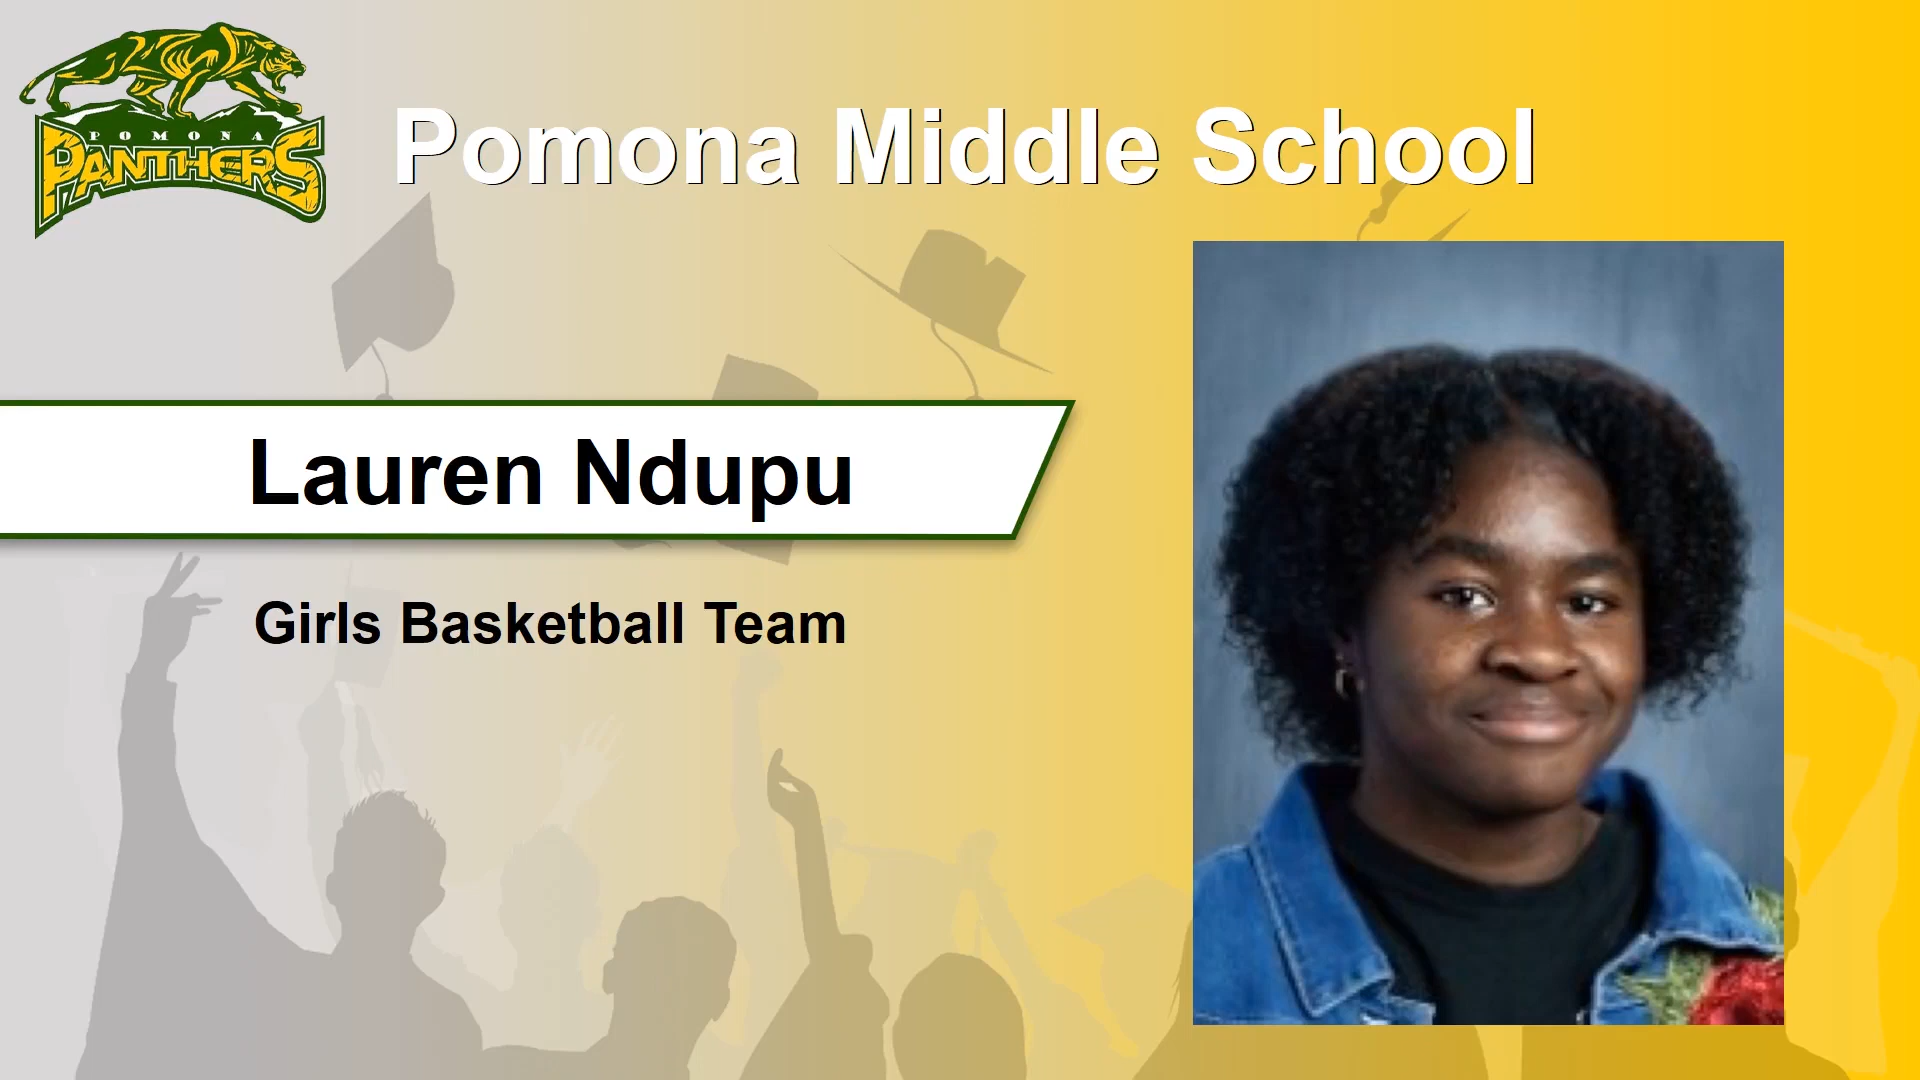 POMONA
PANTHERS
Pomona Middle School
Lauren Ndupu
Girls Basketball Team